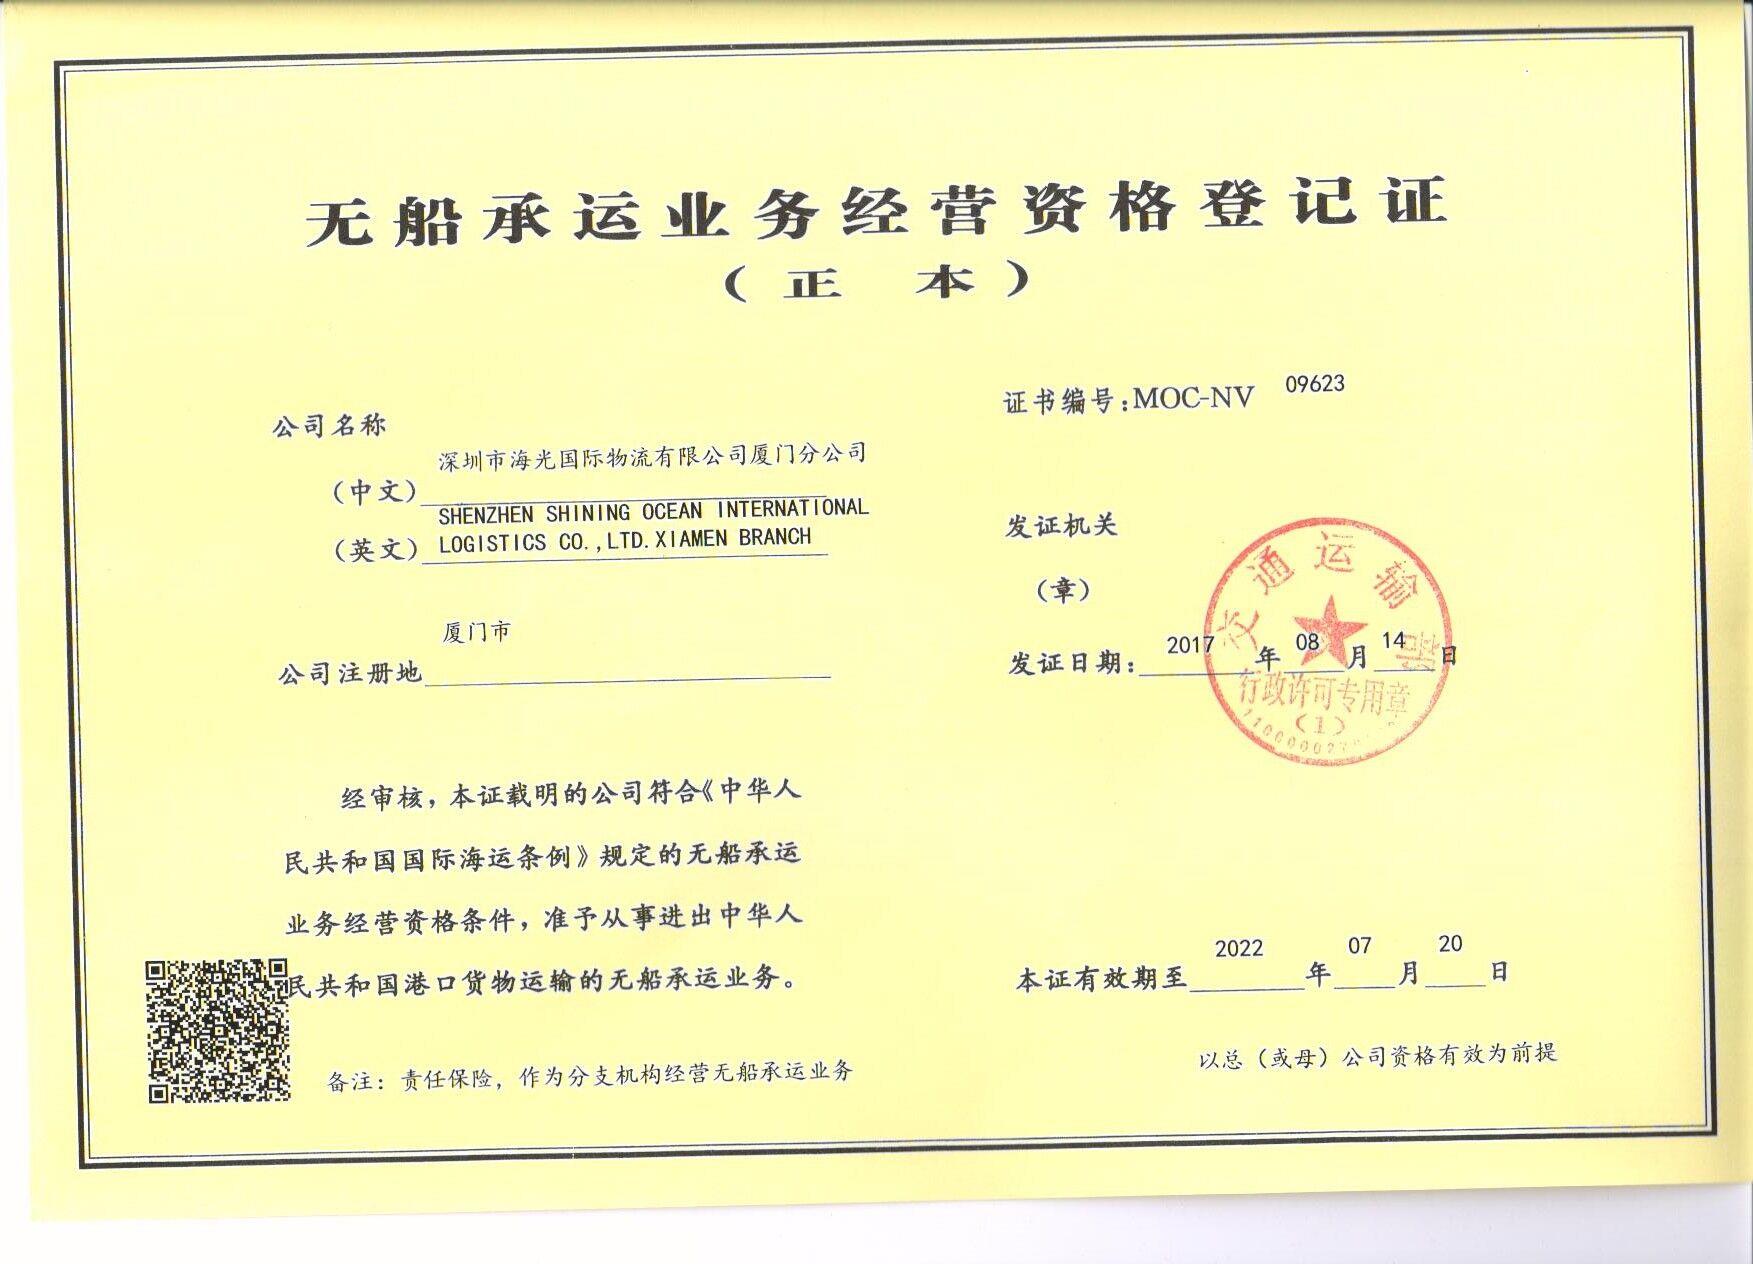 无船承运业务经营资格登记证
（正 本）
证书编号：MOC-NV 09623
公司名称
（中文）深圳市海光国际物流有限公司厦门分公司
（英文）SHENZHEN SHINING OCEAN INTERNATIONAL
LOGISTICS CO.,LTD.XIAMEN BRANCH
公司注册地 厦门市
发证机关
（章）
发证日期：2017年08月14日
交通运输部
行政许可专用章
（1）
经审核，本证载明的公司符合《中华人
民共和国国际海运条例》规定的无船承运
业务经营资格条件，准予从事进出中华人
民共和国港口货物运输的无船承运业务。
本证有效期至2022年07月20日
备注：责任保险，作为分支机构经营无船承运业务
以总（或母）公司资格有效为前提